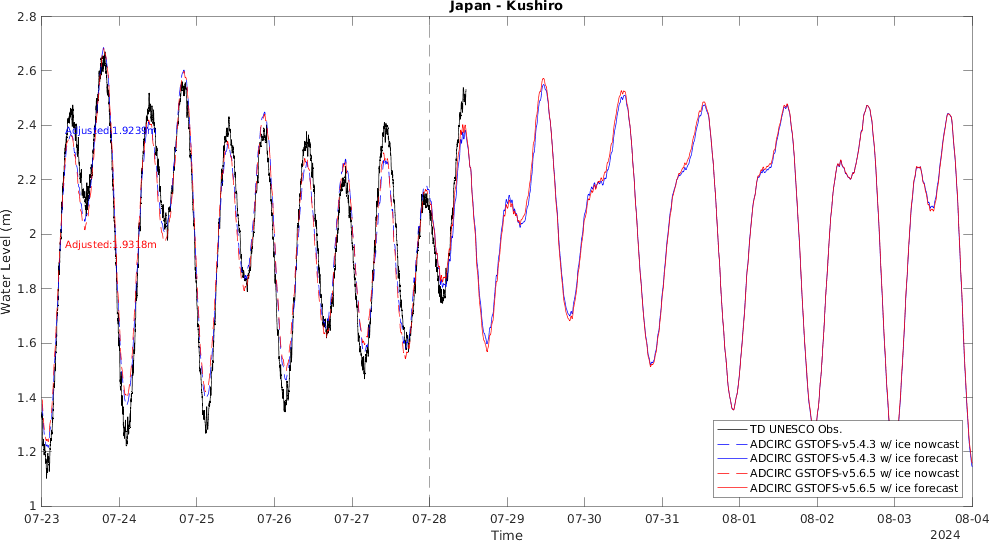 Japan - Kushiro
2.8
2.6
2.4
2.2
2
1.8
1.6
1.4
1.2
1
Water Level (m)
Adjusted:1.9239m
Adjusted:1.9318m
TD UNESCO Obs.
ADCIRC GSTOFS-v5.4.3 w/ ice nowcast
ADCIRC GSTOFS-v5.4.3 w/ ice forecast
ADCIRC GSTOFS-v5.6.5 w/ ice nowcast
ADCIRC GSTOFS-v5.6.5 w/ ice forecast
07-23 07-24 07-25 07-26 07-27 07-28 07-29 07-30 07-31 08-01 08-02 08-03 08-04
Time
2024